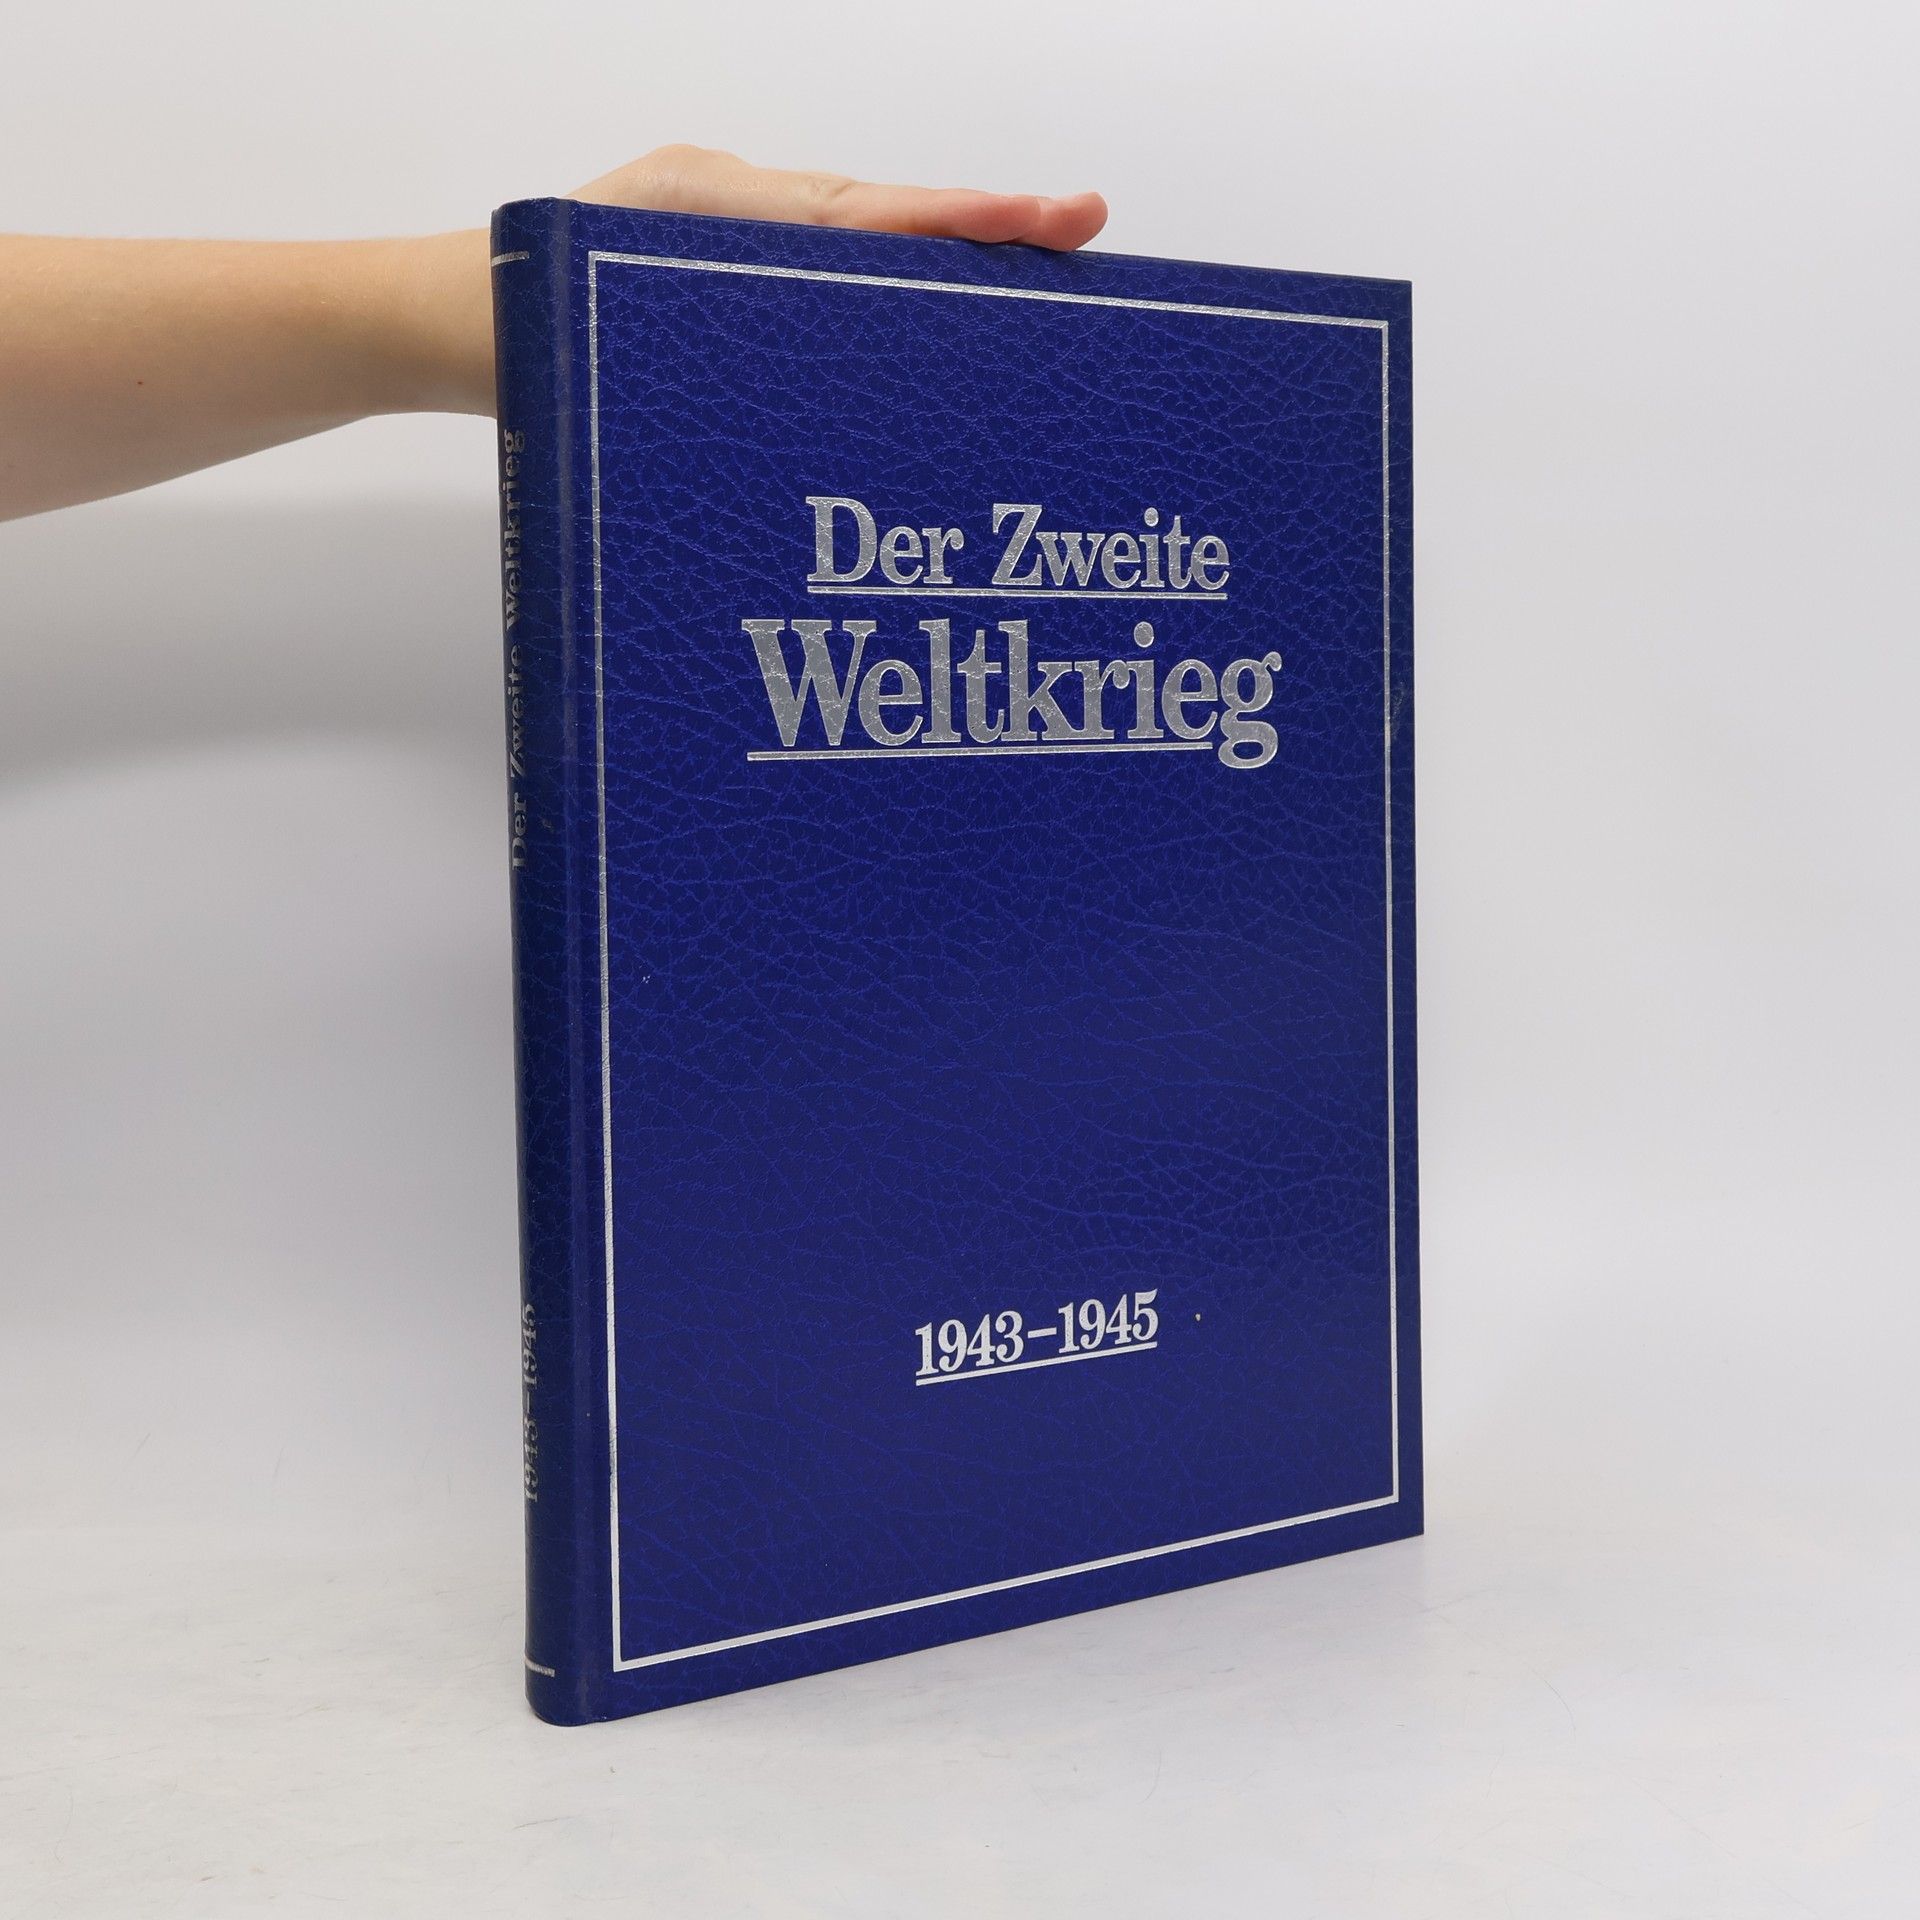 Der Zweite
Weltkrieg
1943–1945
Der Zweite Weltkrieg
1943–1945